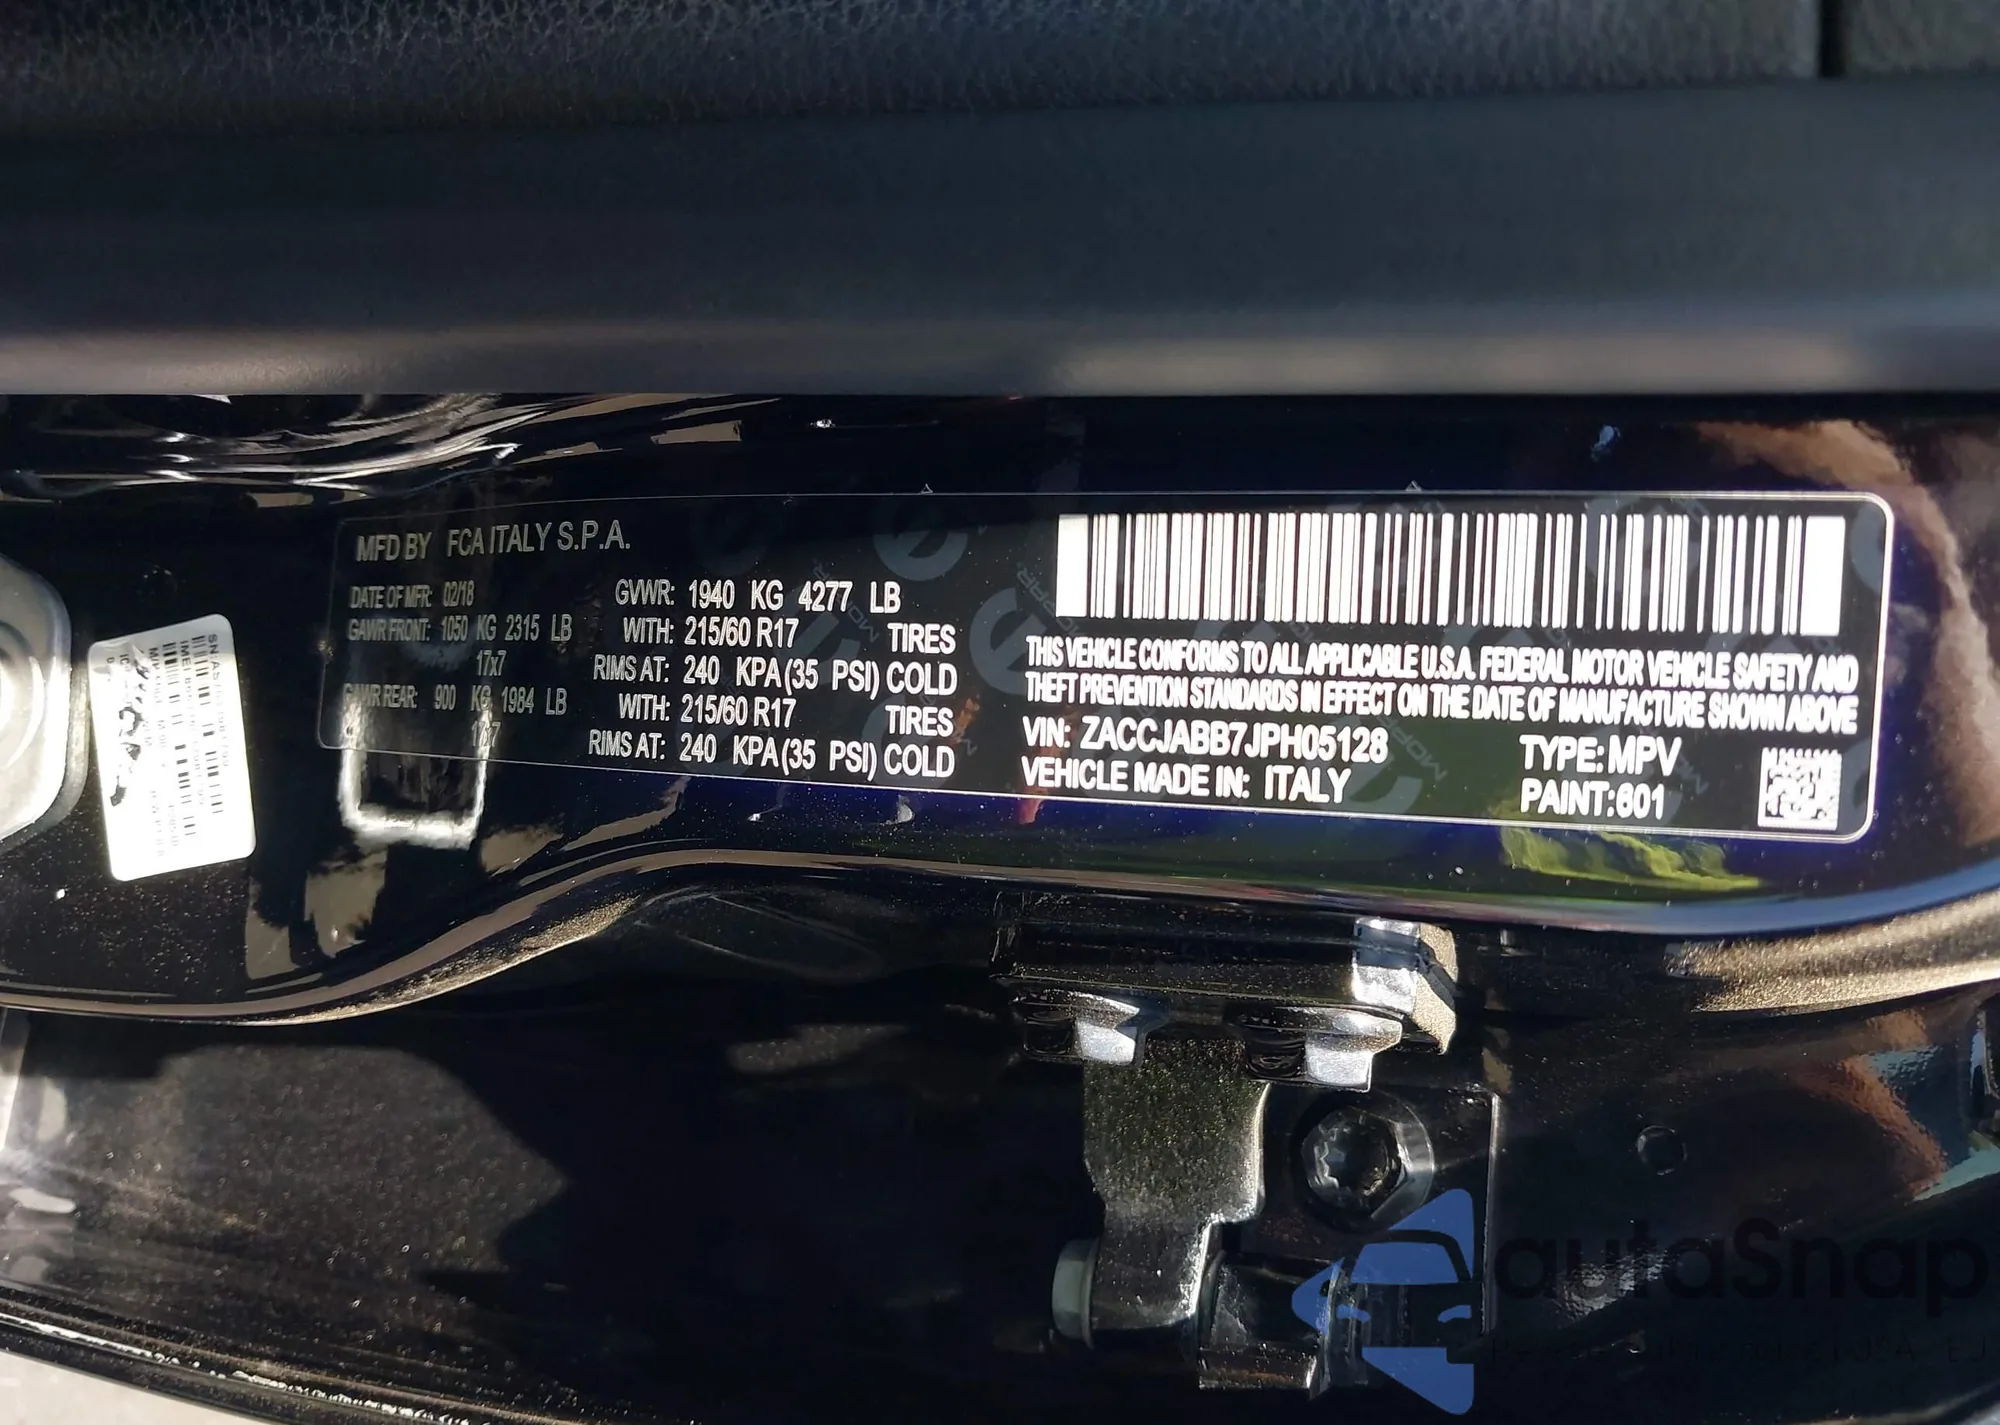 MFD BY FCA ITALY S.P.A.
DATE OF MFR: 02/18 GVWR: 1940 KG 4277 LB
GAWR FRONT: 1050 KG 2315 LB WITH: 215/60 R17 TIRES
17x7 RIMS AT: 240 KPA (35 PSI) COLD
GAWR REAR: 900 KG 1984 LB WITH: 215/60 R17 TIRES
17x7 RIMS AT: 240 KPA (35 PSI) COLD
THIS VEHICLE CONFORMS TO ALL APPLICABLE U.S.A. FEDERAL MOTOR VEHICLE SAFETY AND
THEFT PREVENTION STANDARDS IN EFFECT ON THE DATE OF MANUFACTURE SHOWN ABOVE
VIN: ZACCJABB7JPH05128 TYPE: MPV
VEHICLE MADE IN: ITALY PAINT: 601
MOPAR
autaSnap